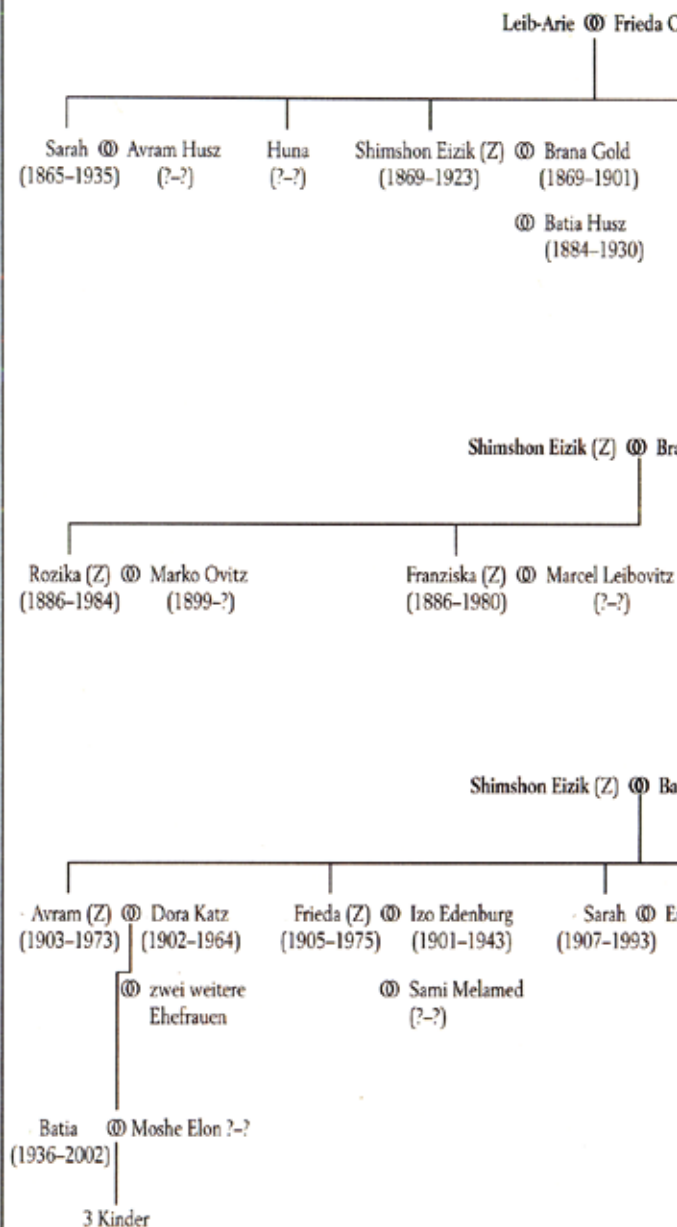 Leib-Arie ⚭ Frieda
Sarah ⚭ Avram Husz Huna Shimshon Eizik (Z) ⚭ Brana Gold
(1865–1935) (?–?) (?–?) (1869–1923) (1869–1901)
⚭ Batia Husz
(1884–1930)
Shimshon Eizik (Z) ⚭
Rozika (Z) ⚭ Marko Ovitz Franziska (Z) ⚭ Marcel Leibovitz
(1886–1984) (1899–?) (1886–1980) (?–?)
Shimshon Eizik (Z) ⚭
Avram (Z) ⚭ Dora Katz Frieda (Z) ⚭ Izo Edenburg Sarah ⚭
(1903–1973) (1902–1964) (1905–1975) (1901–1943) (1907–1993)
⚭ zwei weitere ⚭ Sami Melamed
Ehefrauen (?–?)
Batia ⚭ Moshe Elon ?–?
(1936–2002)
3 Kinder